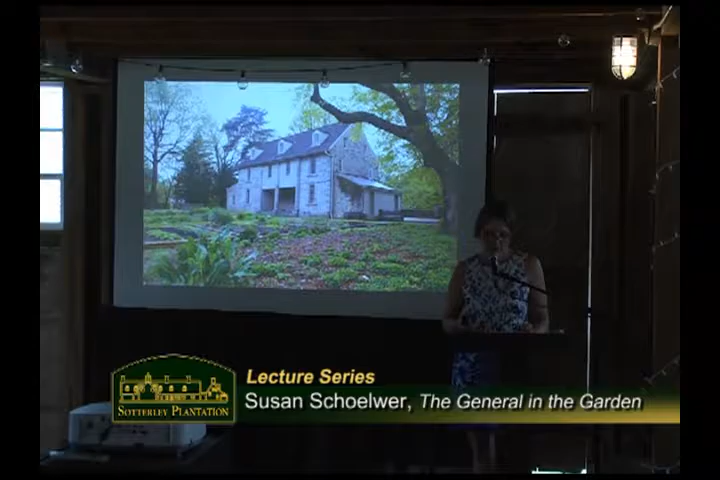 Lecture Series
SOTTERLEY PLANTATION
Susan Schoelwer, The General in the Garden